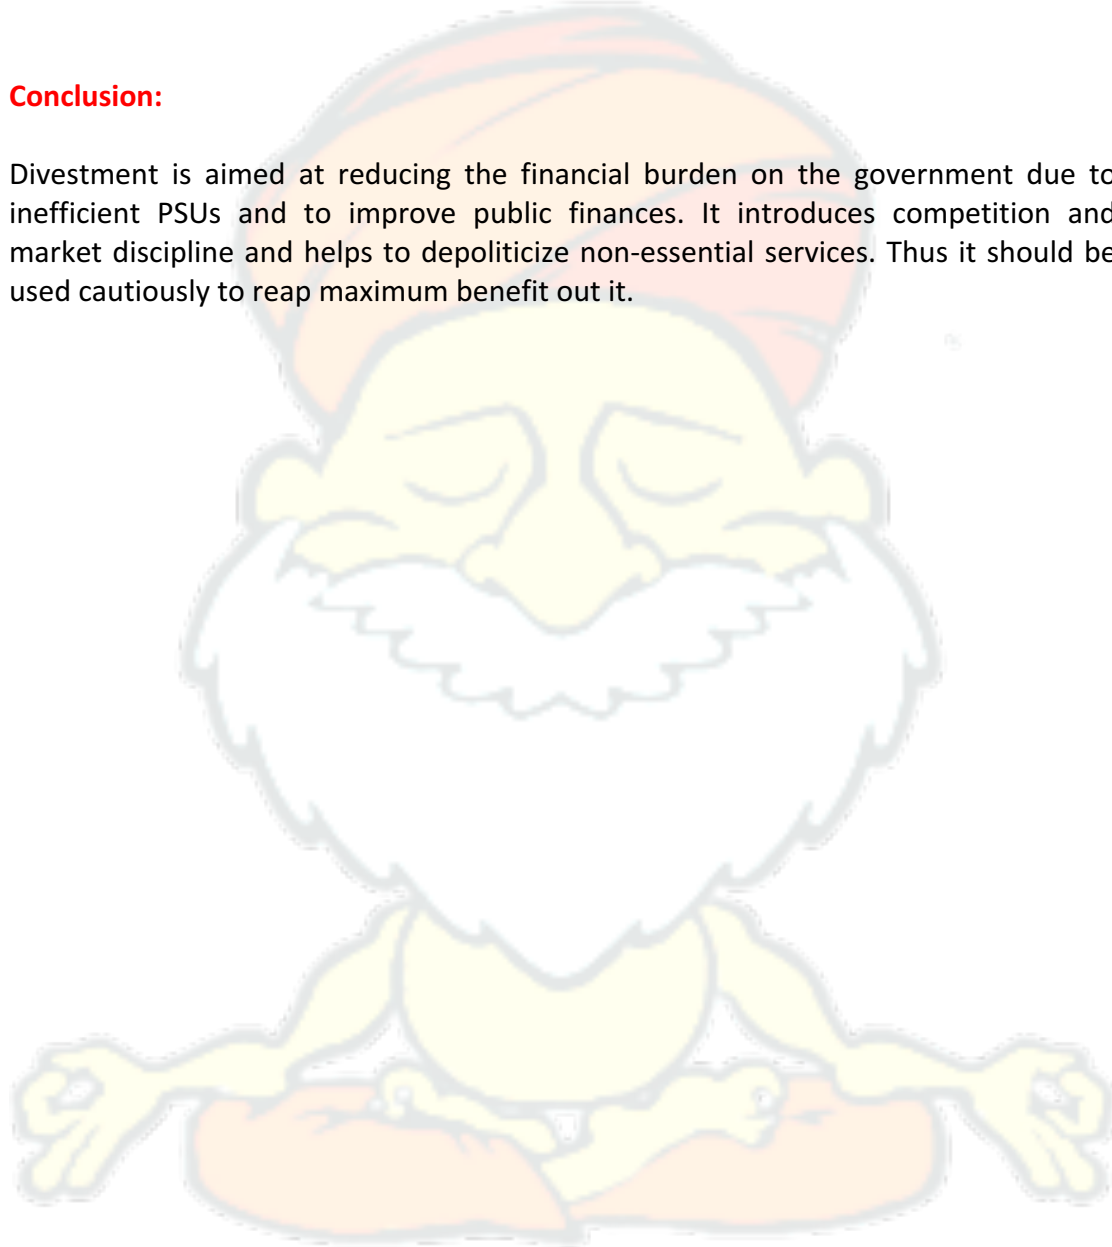 Conclusion:
Divestment is aimed at reducing the financial burden on the government due to
inefficient PSUs and to improve public finances. It introduces competition and
market discipline and helps to depoliticize non-essential services. Thus it should be
used cautiously to reap maximum benefit out it.